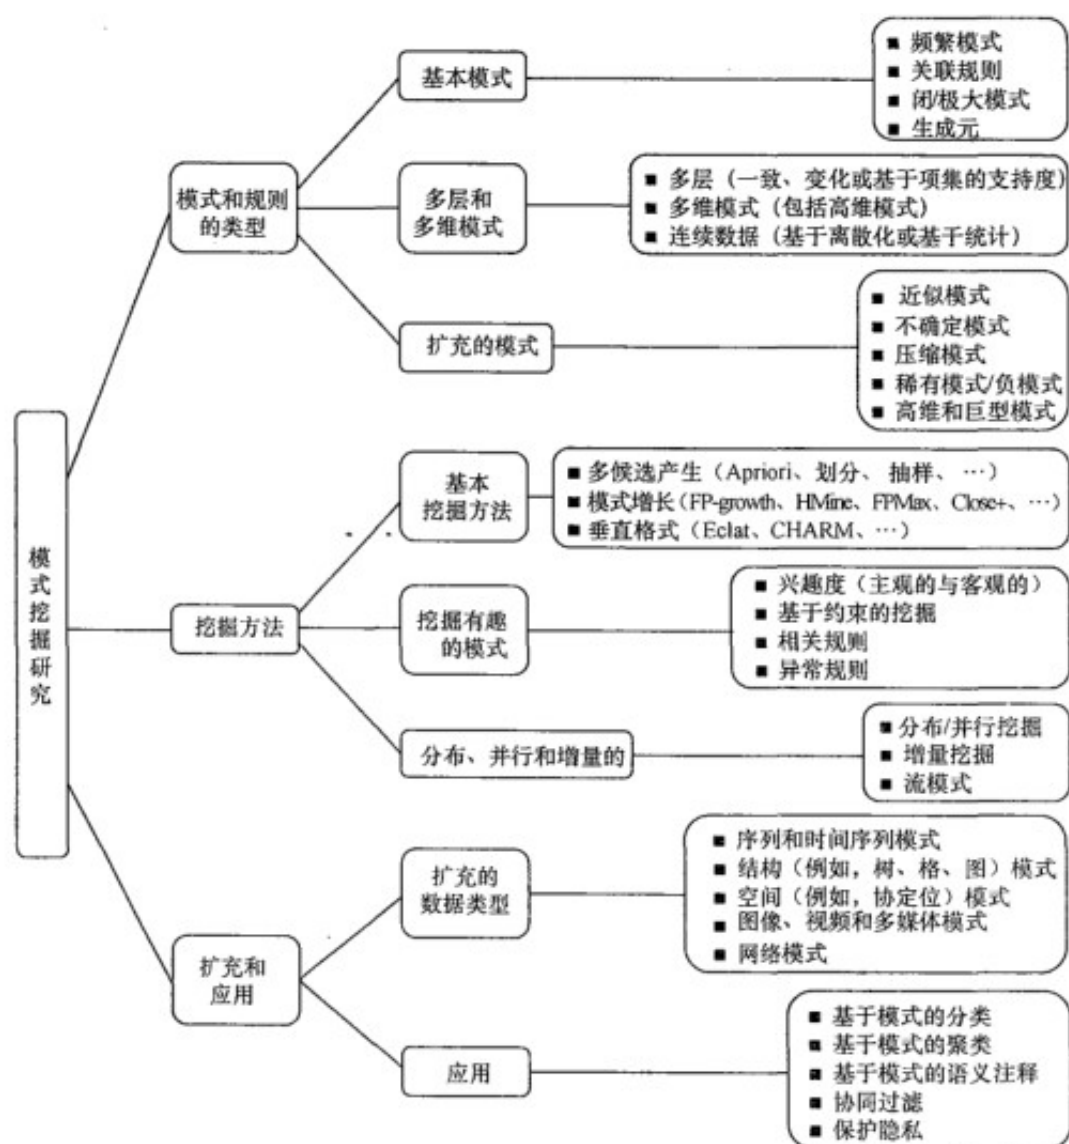 模式挖掘研究
模式和规则
的类型
基本模式
■ 频繁模式
■ 关联规则
■ 闭/极大模式
■ 生成元
多层和
多维模式
■ 多层（一致、变化或基于项集的支持度）
■ 多维模式（包括高维模式）
■ 连续数据（基于离散化或基于统计）
扩充的模式
■ 近似模式
■ 不确定模式
■ 压缩模式
■ 稀有模式/负模式
■ 高维和巨型模式
挖掘方法
基本
挖掘方法
■ 多候选产生（Apriori、划分、抽样、…）
■ 模式增长（FP-growth、HMine、FPMax、Close+、…）
■ 垂直格式（Eclat、CHARM、…）
挖掘有趣
的模式
■ 兴趣度（主观的与客观的）
■ 基于约束的挖掘
■ 相关规则
■ 异常规则
分布、并行和增量的
■ 分布/并行挖掘
■ 增量挖掘
■ 流模式
扩充和
应用
扩充的
数据类型
■ 序列和时间序列模式
■ 结构（例如，树、格、图）模式
■ 空间（例如，协定位）模式
■ 图像、视频和多媒体模式
■ 网络模式
应用
■ 基于模式的分类
■ 基于模式的聚类
■ 基于模式的语义注释
■ 协同过滤
■ 保护隐私